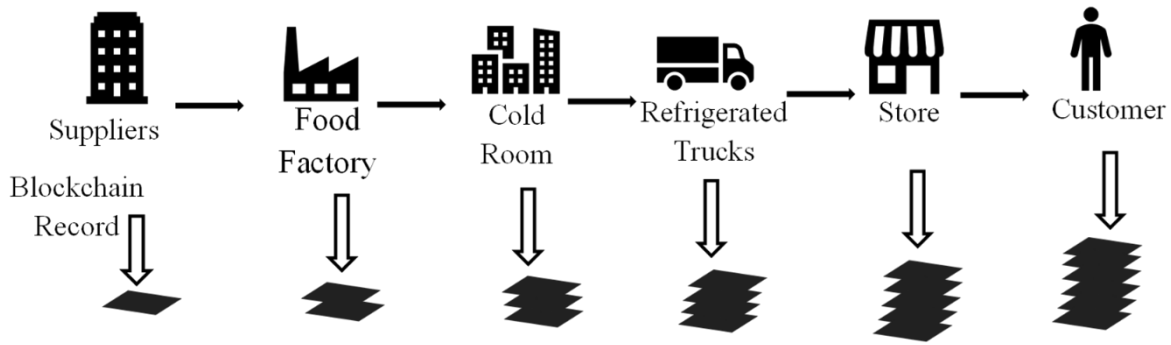 Suppliers
Food
Factory
Cold
Room
Refrigerated
Trucks
Store
Customer
Blockchain
Record